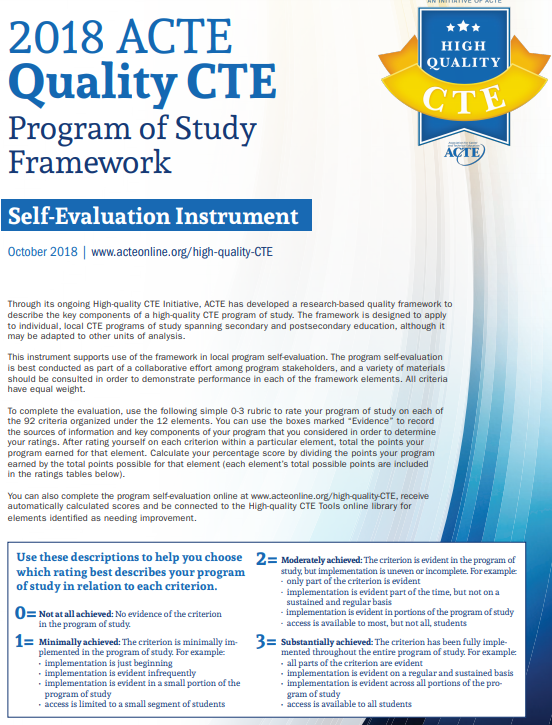 AN INITIATIVE OF ACTE
2018 ACTE
Quality CTE
Program of Study
Framework
HIGH
QUALITY
CTE
ACTE
Self-Evaluation Instrument
October 2018 | www.acteonline.org/high-quality-CTE
Through its ongoing High-quality CTE Initiative, ACTE has developed a research-based quality framework to
describe the key components of a high-quality CTE program of study. The framework is designed to apply
to individual, local CTE programs of study spanning secondary and postsecondary education, although it
may be adapted to other units of analysis.
This instrument supports use of the framework in local program self-evaluation. The program self-evaluation
is best conducted as part of a collaborative effort among program stakeholders, and a variety of materials
should be consulted in order to demonstrate performance in each of the framework elements. All criteria
have equal weight.
To complete the evaluation, use the following simple 0-3 rubric to rate your program of study on each of
the 92 criteria organized under the 12 elements. You can use the boxes marked “Evidence” to record
the sources of information and key components of your program that you considered in order to determine
your ratings. After rating yourself on each criterion within a particular element, total the points your
program earned for that element. Calculate your percentage score by dividing the points your program
earned by the total points possible for that element (each element's total possible points are included
in the ratings tables below).
You can also complete the program self-evaluation online at www.acteonline.org/high-quality-CTE, receive
automatically calculated scores and be connected to the High-quality CTE Tools online library for
elements identified as needing improvement.
Use these descriptions to help you choose
which rating best describes your program
of study in relation to each criterion.
0= Not at all achieved: No evidence of the criterion
in the program of study.
1= Minimally achieved: The criterion is minimally im-
plemented in the program of study. For example:
· implementation is just beginning
· implementation is evident infrequently
· implementation is evident in a small portion of the
program of study
· access is limited to a small segment of students
2= Moderately achieved: The criterion is evident in the program of
study, but implementation is uneven or incomplete. For example:
· only part of the criterion is evident
· implementation is evident part of the time, but not on a
sustained and regular basis
· implementation is evident in portions of the program of study
· access is available to most, but not all, students
3= Substantially achieved: The criterion has been fully imple-
mented throughout the entire program of study. For example:
· all parts of the criterion are evident
· implementation is evident on a regular and sustained basis
· implementation is evident across all portions of the pro-
gram of study
· access is available to all students